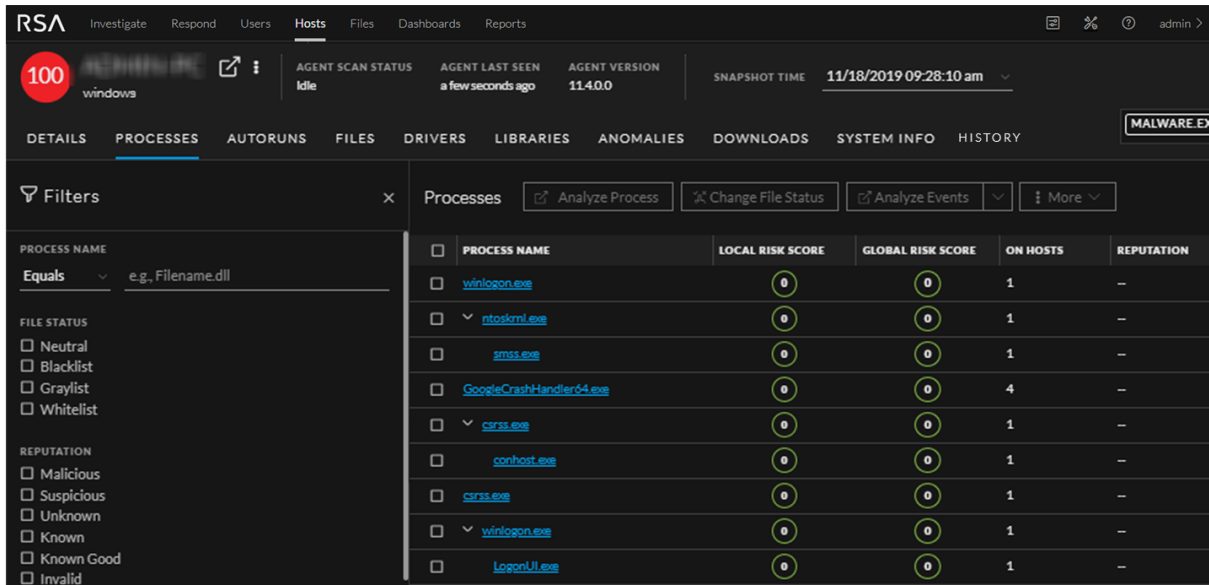 RSA Investigate Respond Users Hosts Files Dashboards Reports admin
100
windows
AGENT SCAN STATUS AGENT LAST SEEN AGENT VERSION
Idle a few seconds ago 11.4.0.0
SNAPSHOT TIME 11/18/2019 09:28:10 am
DETAILS PROCESSES AUTORUNS FILES DRIVERS LIBRARIES ANOMALIES DOWNLOADS SYSTEM INFO HISTORY
MALWARE.EX
Filters
PROCESS NAME
Equals e.g., Filename.dll
FILE STATUS
Neutral
Blacklist
Graylist
Whitelist
REPUTATION
Malicious
Suspicious
Unknown
Known
Known Good
Invalid
Processes Analyze Process Change File Status Analyze Events More
PROCESS NAME LOCAL RISK SCORE GLOBAL RISK SCORE ON HOSTS REPUTATION
winlogon.exe 0 0 1 --
ntoskrnl.exe 0 0 1 --
smss.exe 0 0 1 --
GoogleCrashHandler64.exe 0 0 4 --
csrss.exe 0 0 1 --
conhost.exe 0 0 1 --
csrss.exe 0 0 1 --
winlogon.exe 0 0 1 --
LogonUI.exe 0 0 1 --